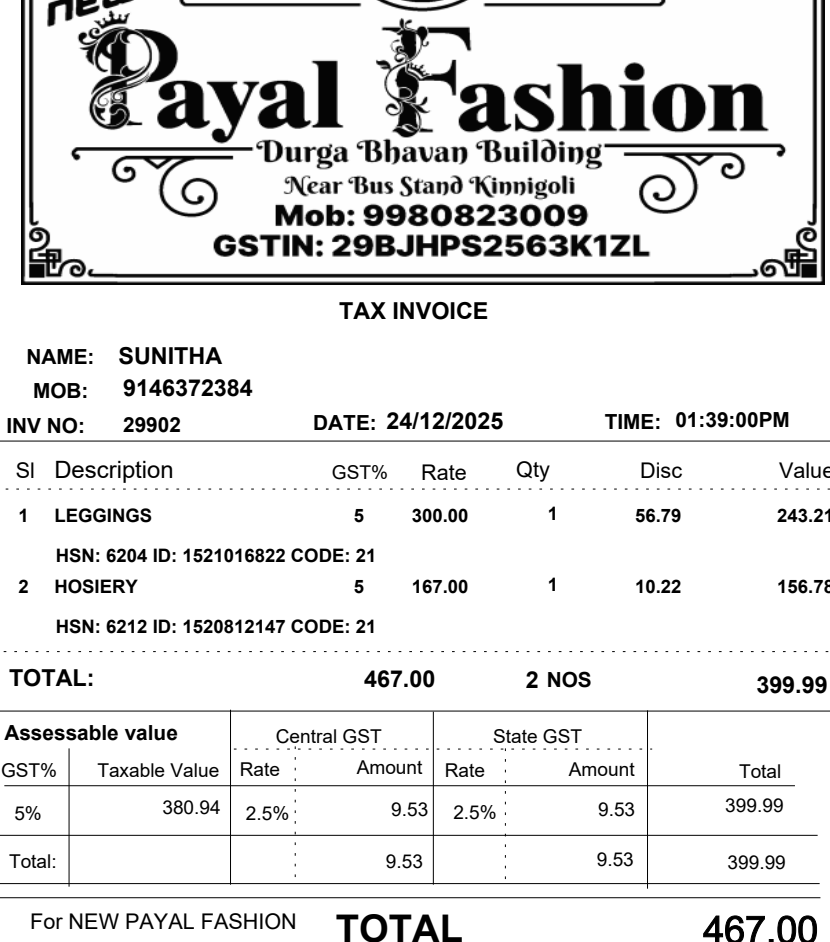 new
Payal Fashion
Durga Bhavan Building
Near Bus Stand Kinnigoli
Mob: 9980823009
GSTIN: 29BJHPS2563K1ZL
TAX INVOICE
NAME: SUNITHA
MOB: 9146372384
INV NO: 29902 DATE: 24/12/2025 TIME: 01:39:00PM
Sl Description GST% Rate Qty Disc Value
1 LEGGINGS 5 300.00 1 56.79 243.21
HSN: 6204 ID: 1521016822 CODE: 21
2 HOSIERY 5 167.00 1 10.22 156.78
HSN: 6212 ID: 1520812147 CODE: 21
TOTAL: 467.00 2 NOS 399.99
Assessable value Central GST State GST
GST% Taxable Value Rate Amount Rate Amount Total
5% 380.94 2.5% 9.53 2.5% 9.53 399.99
Total: 9.53 9.53 399.99
For NEW PAYAL FASHION TOTAL 467.00